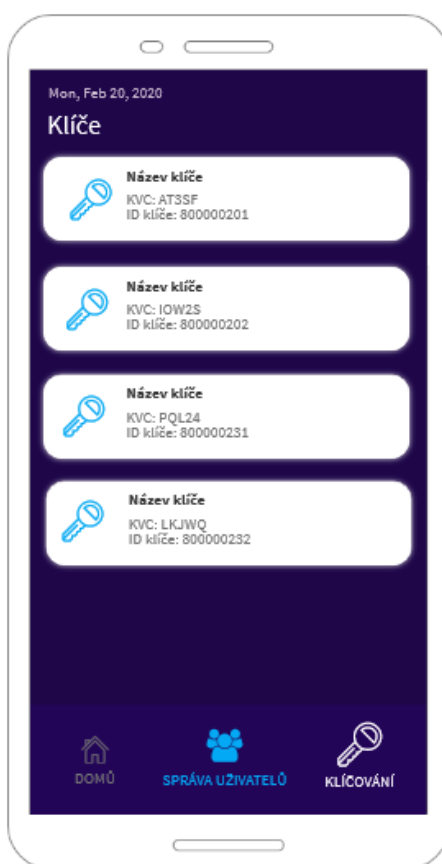 Mon, Feb 20, 2020
Klíče
Název klíče
KVC: AT3SF
ID klíče: 800000201
Název klíče
KVC: IOW2S
ID klíče: 800000202
Název klíče
KVC: PQL24
ID klíče: 800000231
Název klíče
KVC: LKJWQ
ID klíče: 800000232
DOMŮ
SPRÁVA UŽIVATELŮ
KLÍČOVÁNÍ